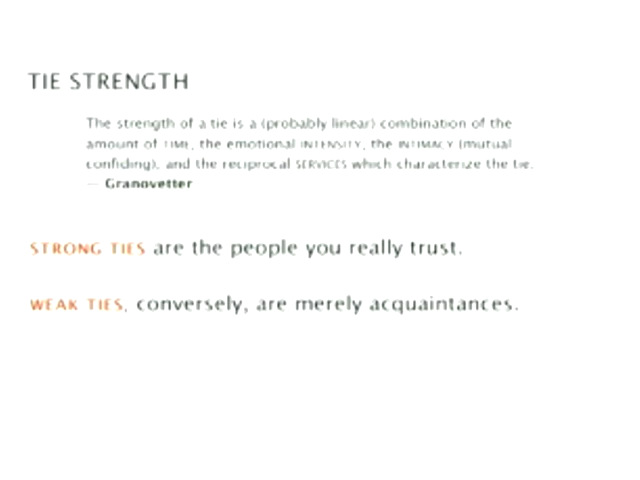 TIE STRENGTH
The strength of a tie is a (probably linear) combination of the
amount of TIME, the emotional INTENSITY, the INTIMACY (mutual
confiding), and the reciprocal SERVICES which characterize the tie.
— Granovetter
STRONG TIES are the people you really trust.
WEAK TIES, conversely, are merely acquaintances.